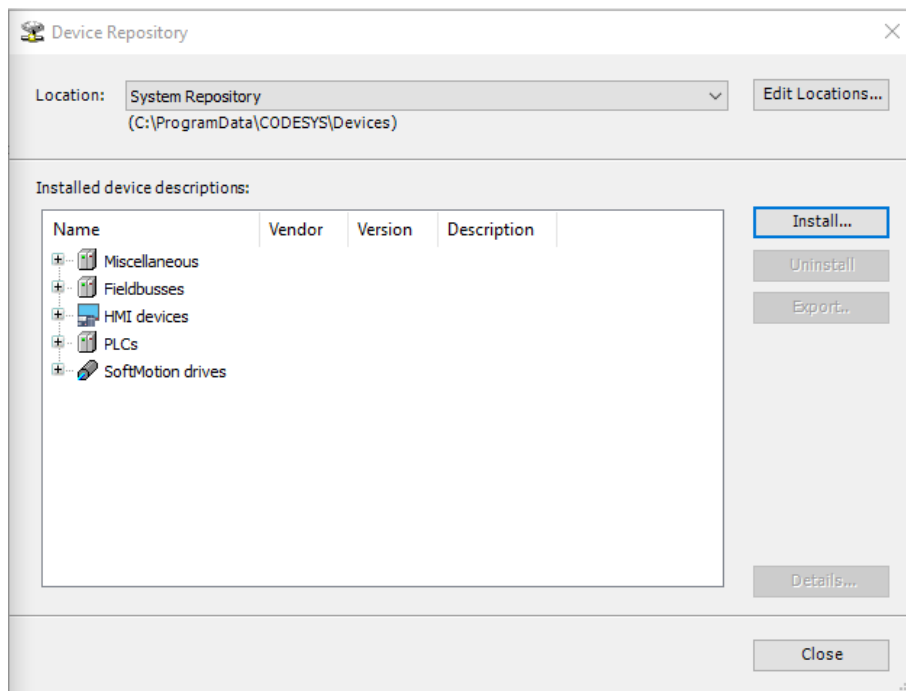 Device Repository
Location: System Repository Edit Locations...
(C:\ProgramData\CODESYS\Devices)
Installed device descriptions:
Name Vendor Version Description
Install...
Miscellaneous
Uninstall
Fieldbusses
Export..
HMI devices
PLCs
SoftMotion drives
Details...
Close